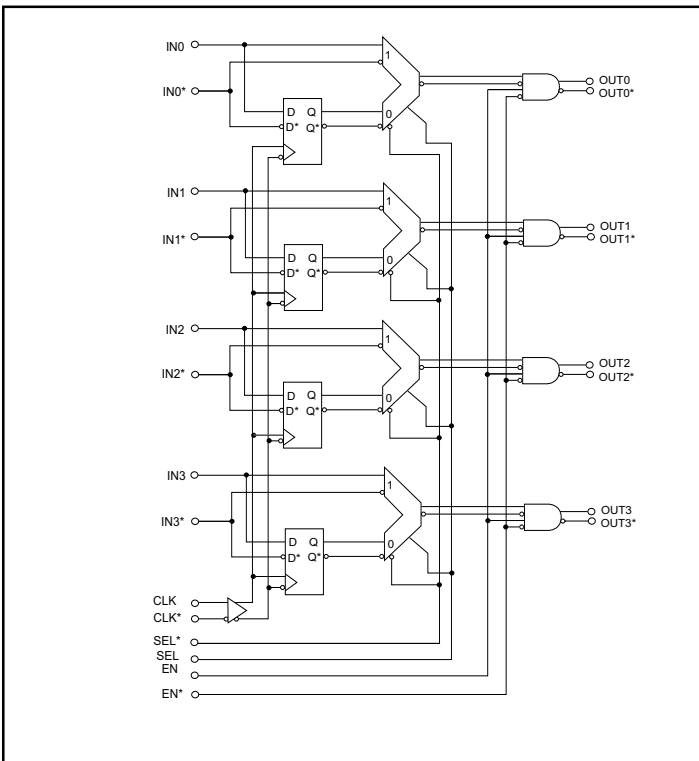 IN0
1
OUT0
IN0*
OUT0*
D Q
0
D* Q*
IN1
1
OUT1
IN1*
OUT1*
D Q
0
D* Q*
IN2
1
OUT2
IN2*
OUT2*
D Q
0
D* Q*
IN3
1
OUT3
IN3*
OUT3*
D Q
0
D* Q*
CLK
CLK*
SEL*
SEL
EN
EN*